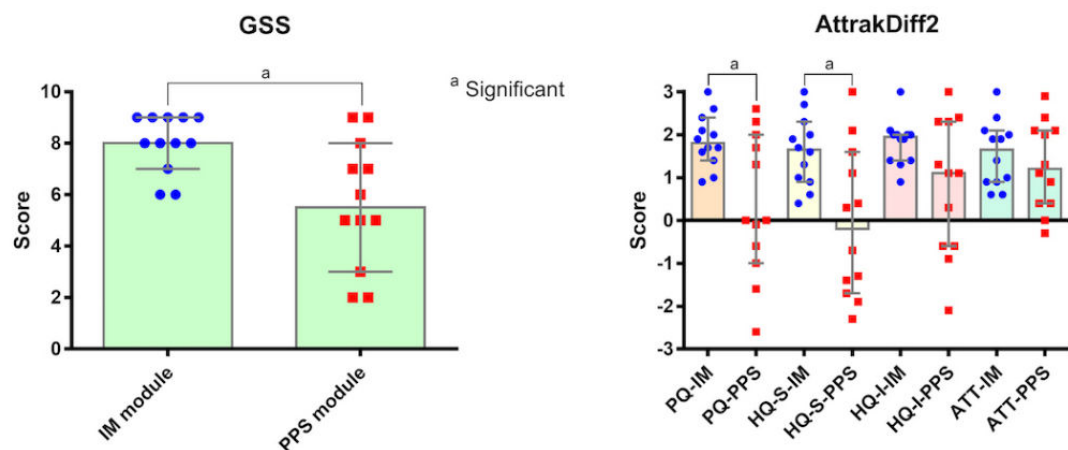 GSS
a
a Significant
Score
10
8
6
4
2
0
IM module
PPS module
AttrakDiff2
a
a
Score
3
2
1
0
-1
-2
-3
PQ-IM
PQ-PPS
HQ-S-IM
HQ-S-PPS
HQ-I-IM
HQ-I-PPS
ATT-IM
ATT-PPS